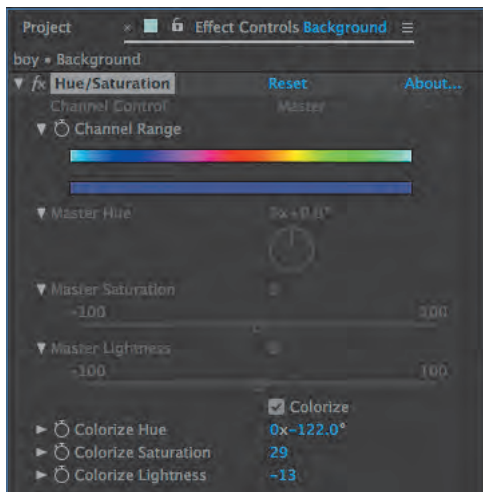 Project × Effect Controls Background
boy • Background
fx Hue/Saturation Reset About...
Channel Control Master
Channel Range
Master Hue 0x+0.0°
Master Saturation
-100 100
Master Lightness
-100 100
Colorize
Colorize Hue 0x-122.0°
Colorize Saturation 29
Colorize Lightness -13